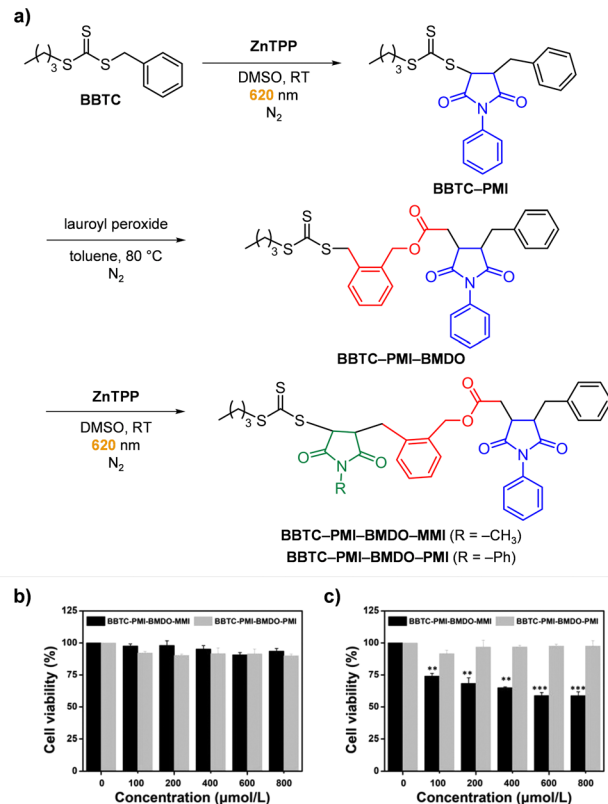 a)
S
S
S
3
BBTC
ZnTPP
DMSO, RT
620 nm
N2
S
S
S
3
O
O
N
BBTC–PMI
lauroyl peroxide
toluene, 80 °C
N2
S
S
S
3
O
O
O
O
N
BBTC–PMI–BMDO
ZnTPP
DMSO, RT
620 nm
N2
S
S
S
3
O
O
N
R
O
O
O
O
N
BBTC–PMI–BMDO–MMI (R = –CH3)
BBTC–PMI–BMDO–PMI (R = –Ph)
b)
BBTC-PMI-BMDO-MMI BBTC-PMI-BMDO-PMI
Cell viability (%)
125
100
75
50
25
0
0 100 200 400 600 800
Concentration (μmol/L)
c)
BBTC-PMI-BMDO-MMI BBTC-PMI-BMDO-PMI
Cell viability (%)
125
100
75
50
25
0
** ** ** *** ***
0 100 200 400 600 800
Concentration (μmol/L)